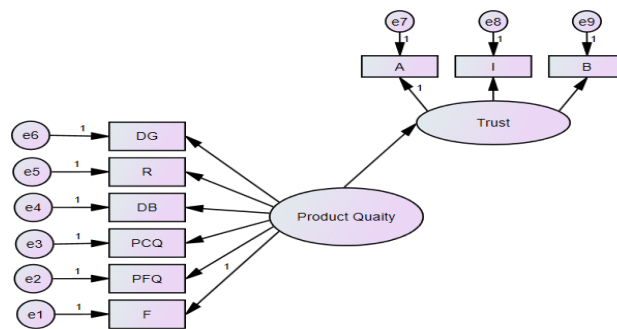 e7 e8 e9
1 1 1
A I B
1
Trust
e6 1 DG
e5 1 R
e4 1 DB
Product Quaity
e3 1 PCQ
e2 1 PFQ
1
e1 1 F